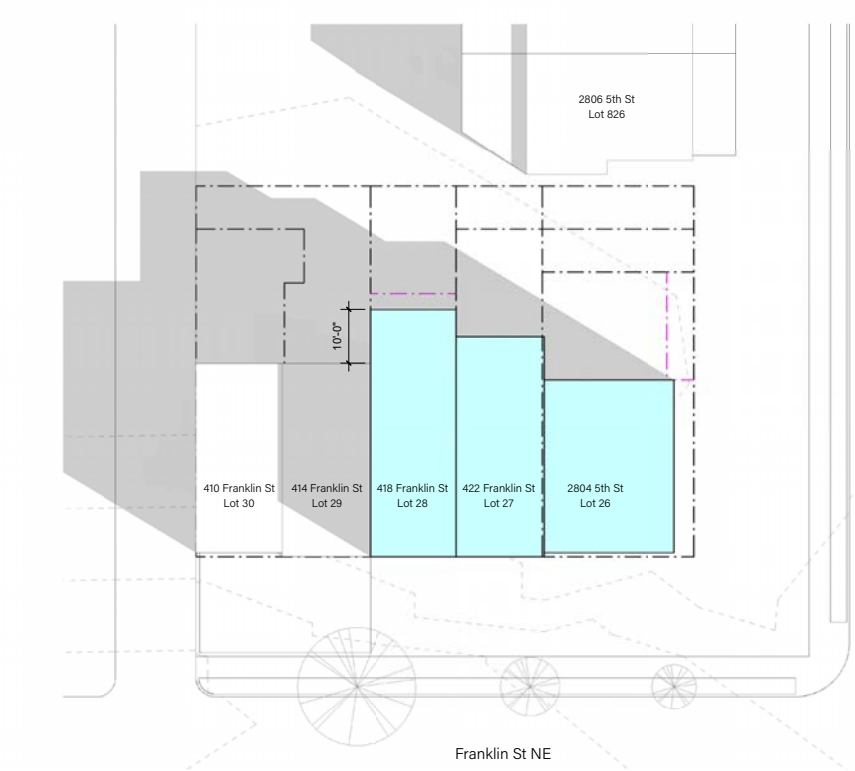 2806 5th St
Lot 826
10'-0"
410 Franklin St
Lot 30
414 Franklin St
Lot 29
418 Franklin St
Lot 28
422 Franklin St
Lot 27
2804 5th St
Lot 26
Franklin St NE